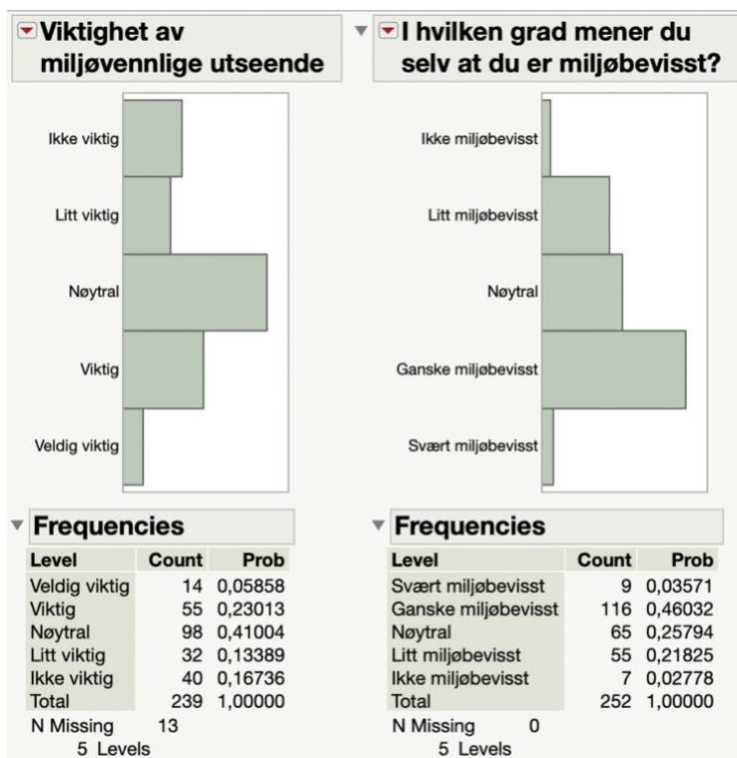 Viktighet av
miljøvennlige utseende
Ikke viktig
Litt viktig
Nøytral
Viktig
Veldig viktig
Frequencies
Level Count Prob
Veldig viktig 14 0,05858
Viktig 55 0,23013
Nøytral 98 0,41004
Litt viktig 32 0,13389
Ikke viktig 40 0,16736
Total 239 1,00000
N Missing 13
5 Levels
I hvilken grad mener du
selv at du er miljøbevisst?
Ikke miljøbevisst
Litt miljøbevisst
Nøytral
Ganske miljøbevisst
Svært miljøbevisst
Frequencies
Level Count Prob
Svært miljøbevisst 9 0,03571
Ganske miljøbevisst 116 0,46032
Nøytral 65 0,25794
Litt miljøbevisst 55 0,21825
Ikke miljøbevisst 7 0,02778
Total 252 1,00000
N Missing 0
5 Levels